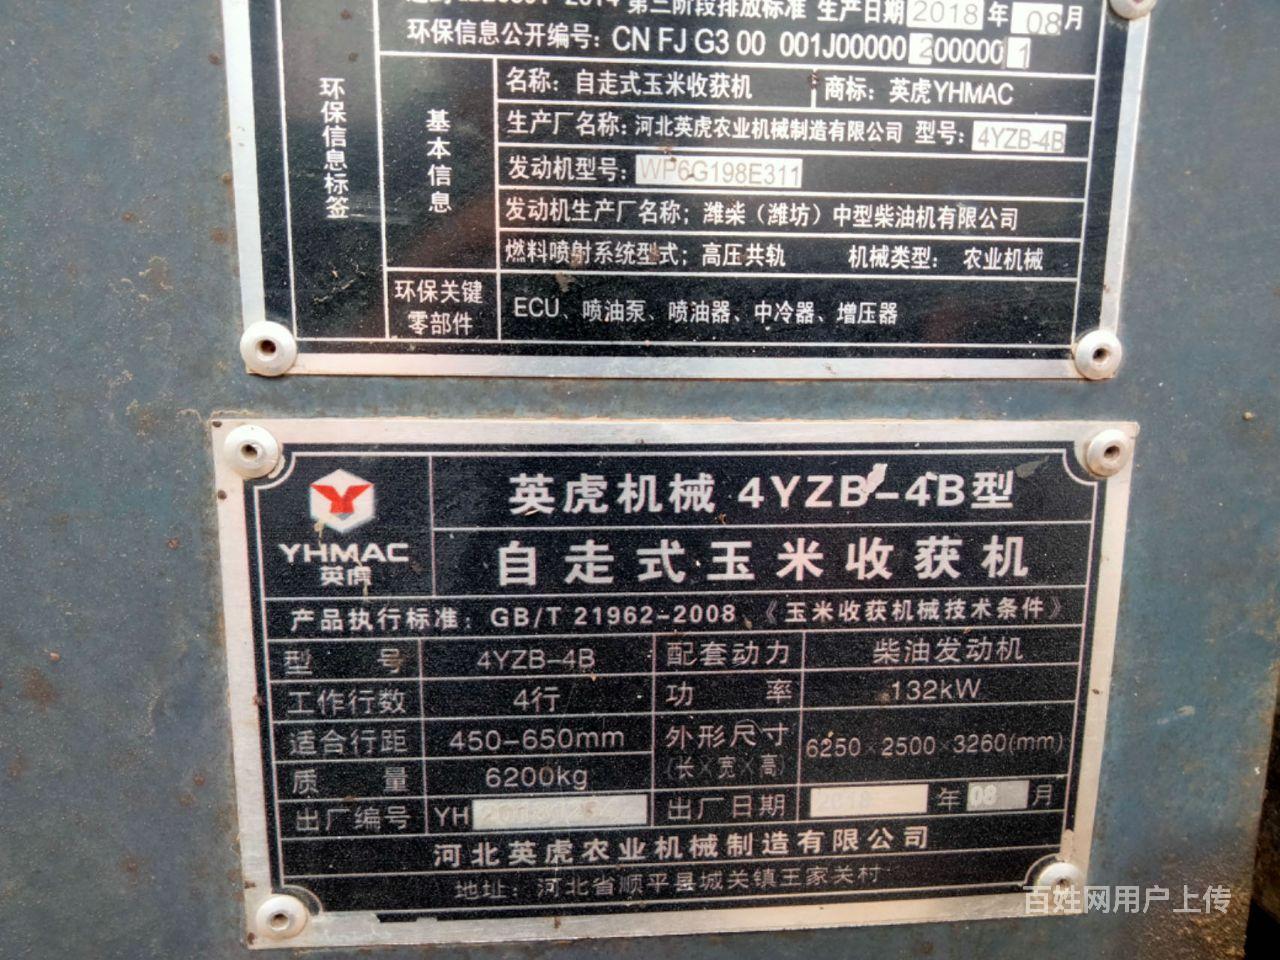 第三阶段排放标准 生产日期 2018 年 08 月
环保信息公开编号: CN FJ G3 00 001J00000 2 00000 1
环保信息标签
基本信息
名称: 自走式玉米收获机 商标: 英虎YHMAC
生产厂名称: 河北英虎农业机械制造有限公司 型号: 4YZB-4B
发动机型号: WP6G198E311
发动机生产厂名称; 潍柴（潍坊）中型柴油机有限公司
燃料喷射系统型式; 高压共轨 机械类型: 农业机械
环保关键零部件
ECU、喷油泵、喷油器、中冷器、增压器
YHMAC
英虎
英虎机械 4YZB-4B型
自走式玉米收获机
产品执行标准: GB/T 21962-2008 《玉米收获机械技术条件》
型号 4YZB-4B 配套动力 柴油发动机
工作行数 4行 功率 132kW
适合行距 450-650mm 外形尺寸(长×宽×高) 6250×2500×3260(mm)
质量 6200kg
出厂编号 YH 出厂日期 2018 年 08 月
河北英虎农业机械制造有限公司
地址: 河北省顺平县城关镇王家关村
百姓网用户上传